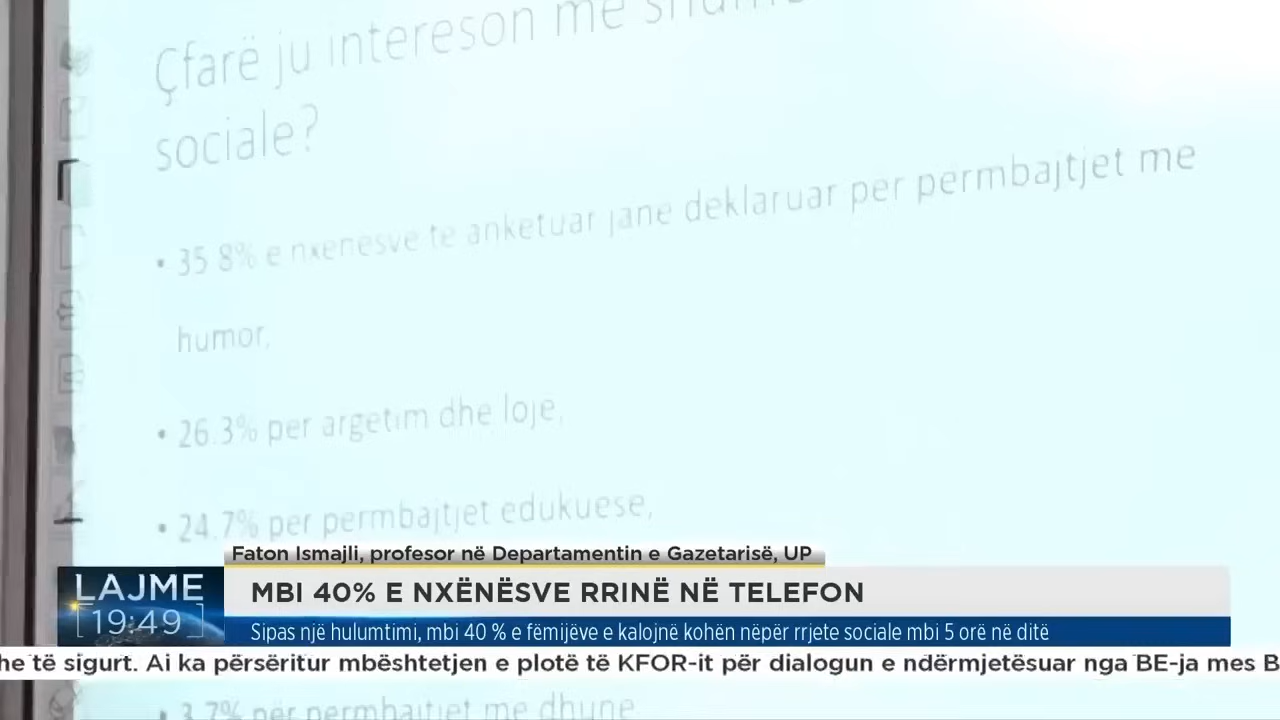 Çfarë ju intereson me
sociale?
• 35.8% e nxenesve te anketuar jane deklaruar per përmbajtjet me
humor,
• 26.3% per argetim dhe loje,
• 24.7% per permbajtjet edukuese,
Faton Ismajli, profesor në Departamentin e Gazetarisë, UP
LAJME
19:49
MBI 40% E NXËNËSVE RRINË NË TELEFON
Sipas një hulumtimi, mbi 40 % e fëmijëve e kalojnë kohën nëpër rrjete sociale mbi 5 orë në ditë
he të sigurt. Ai ka përsëritur mbështetjen e plotë të KFOR-it për dialogun e ndërmjetësuar nga BE-ja mes B
• 3.7% per permbajtjet me dhune